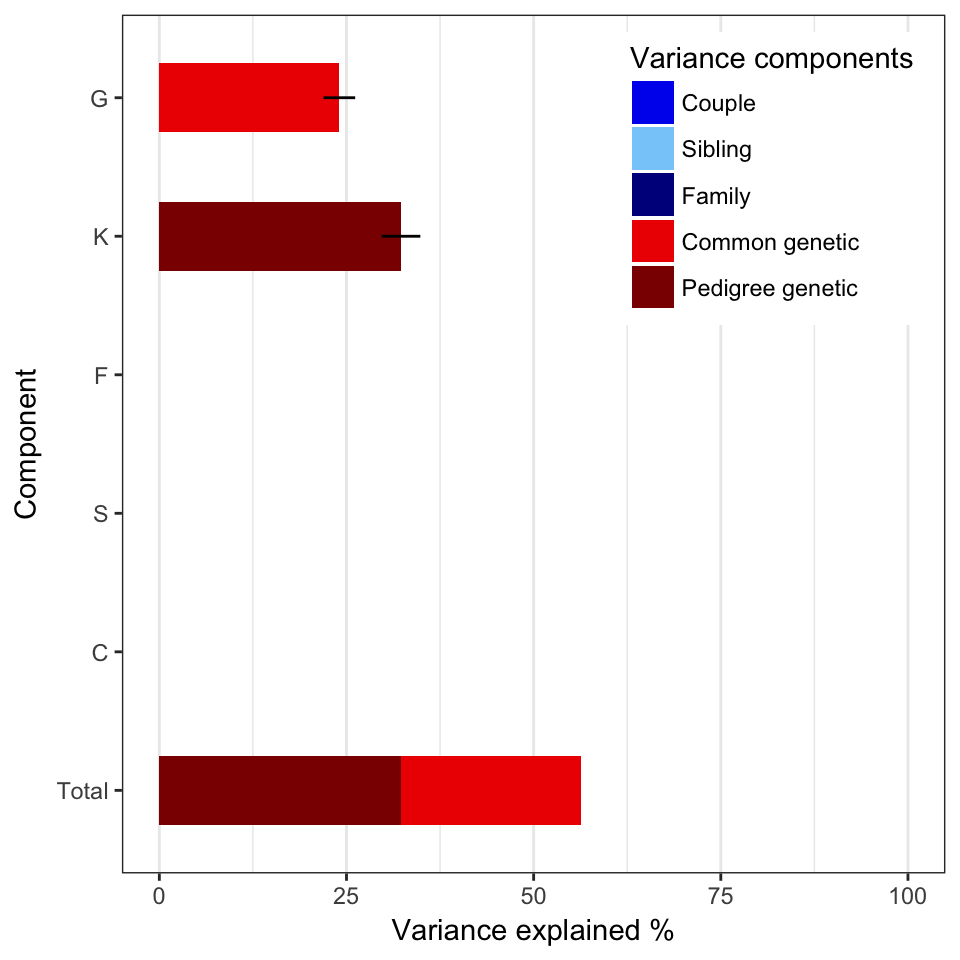 Variance components
Couple
Sibling
Family
Common genetic
Pedigree genetic
G
K
F
S
C
Total
Component
0 25 50 75 100
Variance explained %